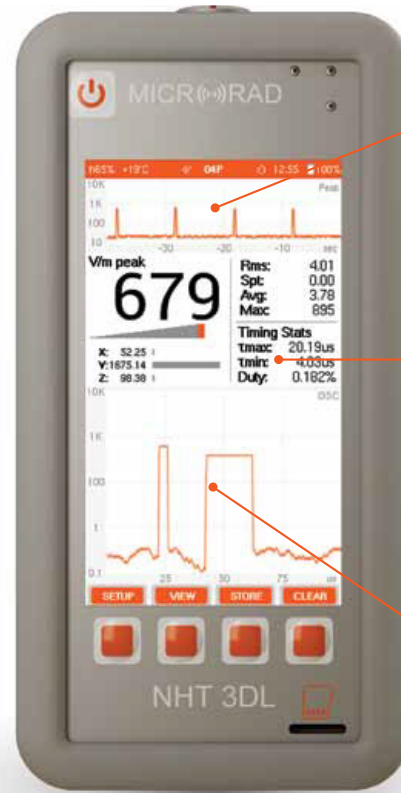 MICRORAD
h65% +19°C 04P 12:55 100%
10K
Peak
1K
100
10
-30 -20 -10 sec
V/m peak
679
Rms: 4.01
Spt: 0.00
Avg: 3.78
Max: 895
Timing Stats
τmax: 20.19us
τmin: 4.03us
Duty: 0.182%
X: 52.25
Y:1675.14
Z: 98.38
10K
OSC
1K
100
1
0.1
25 50 75 us
SETUP VIEW STORE CLEAR
NHT 3DL